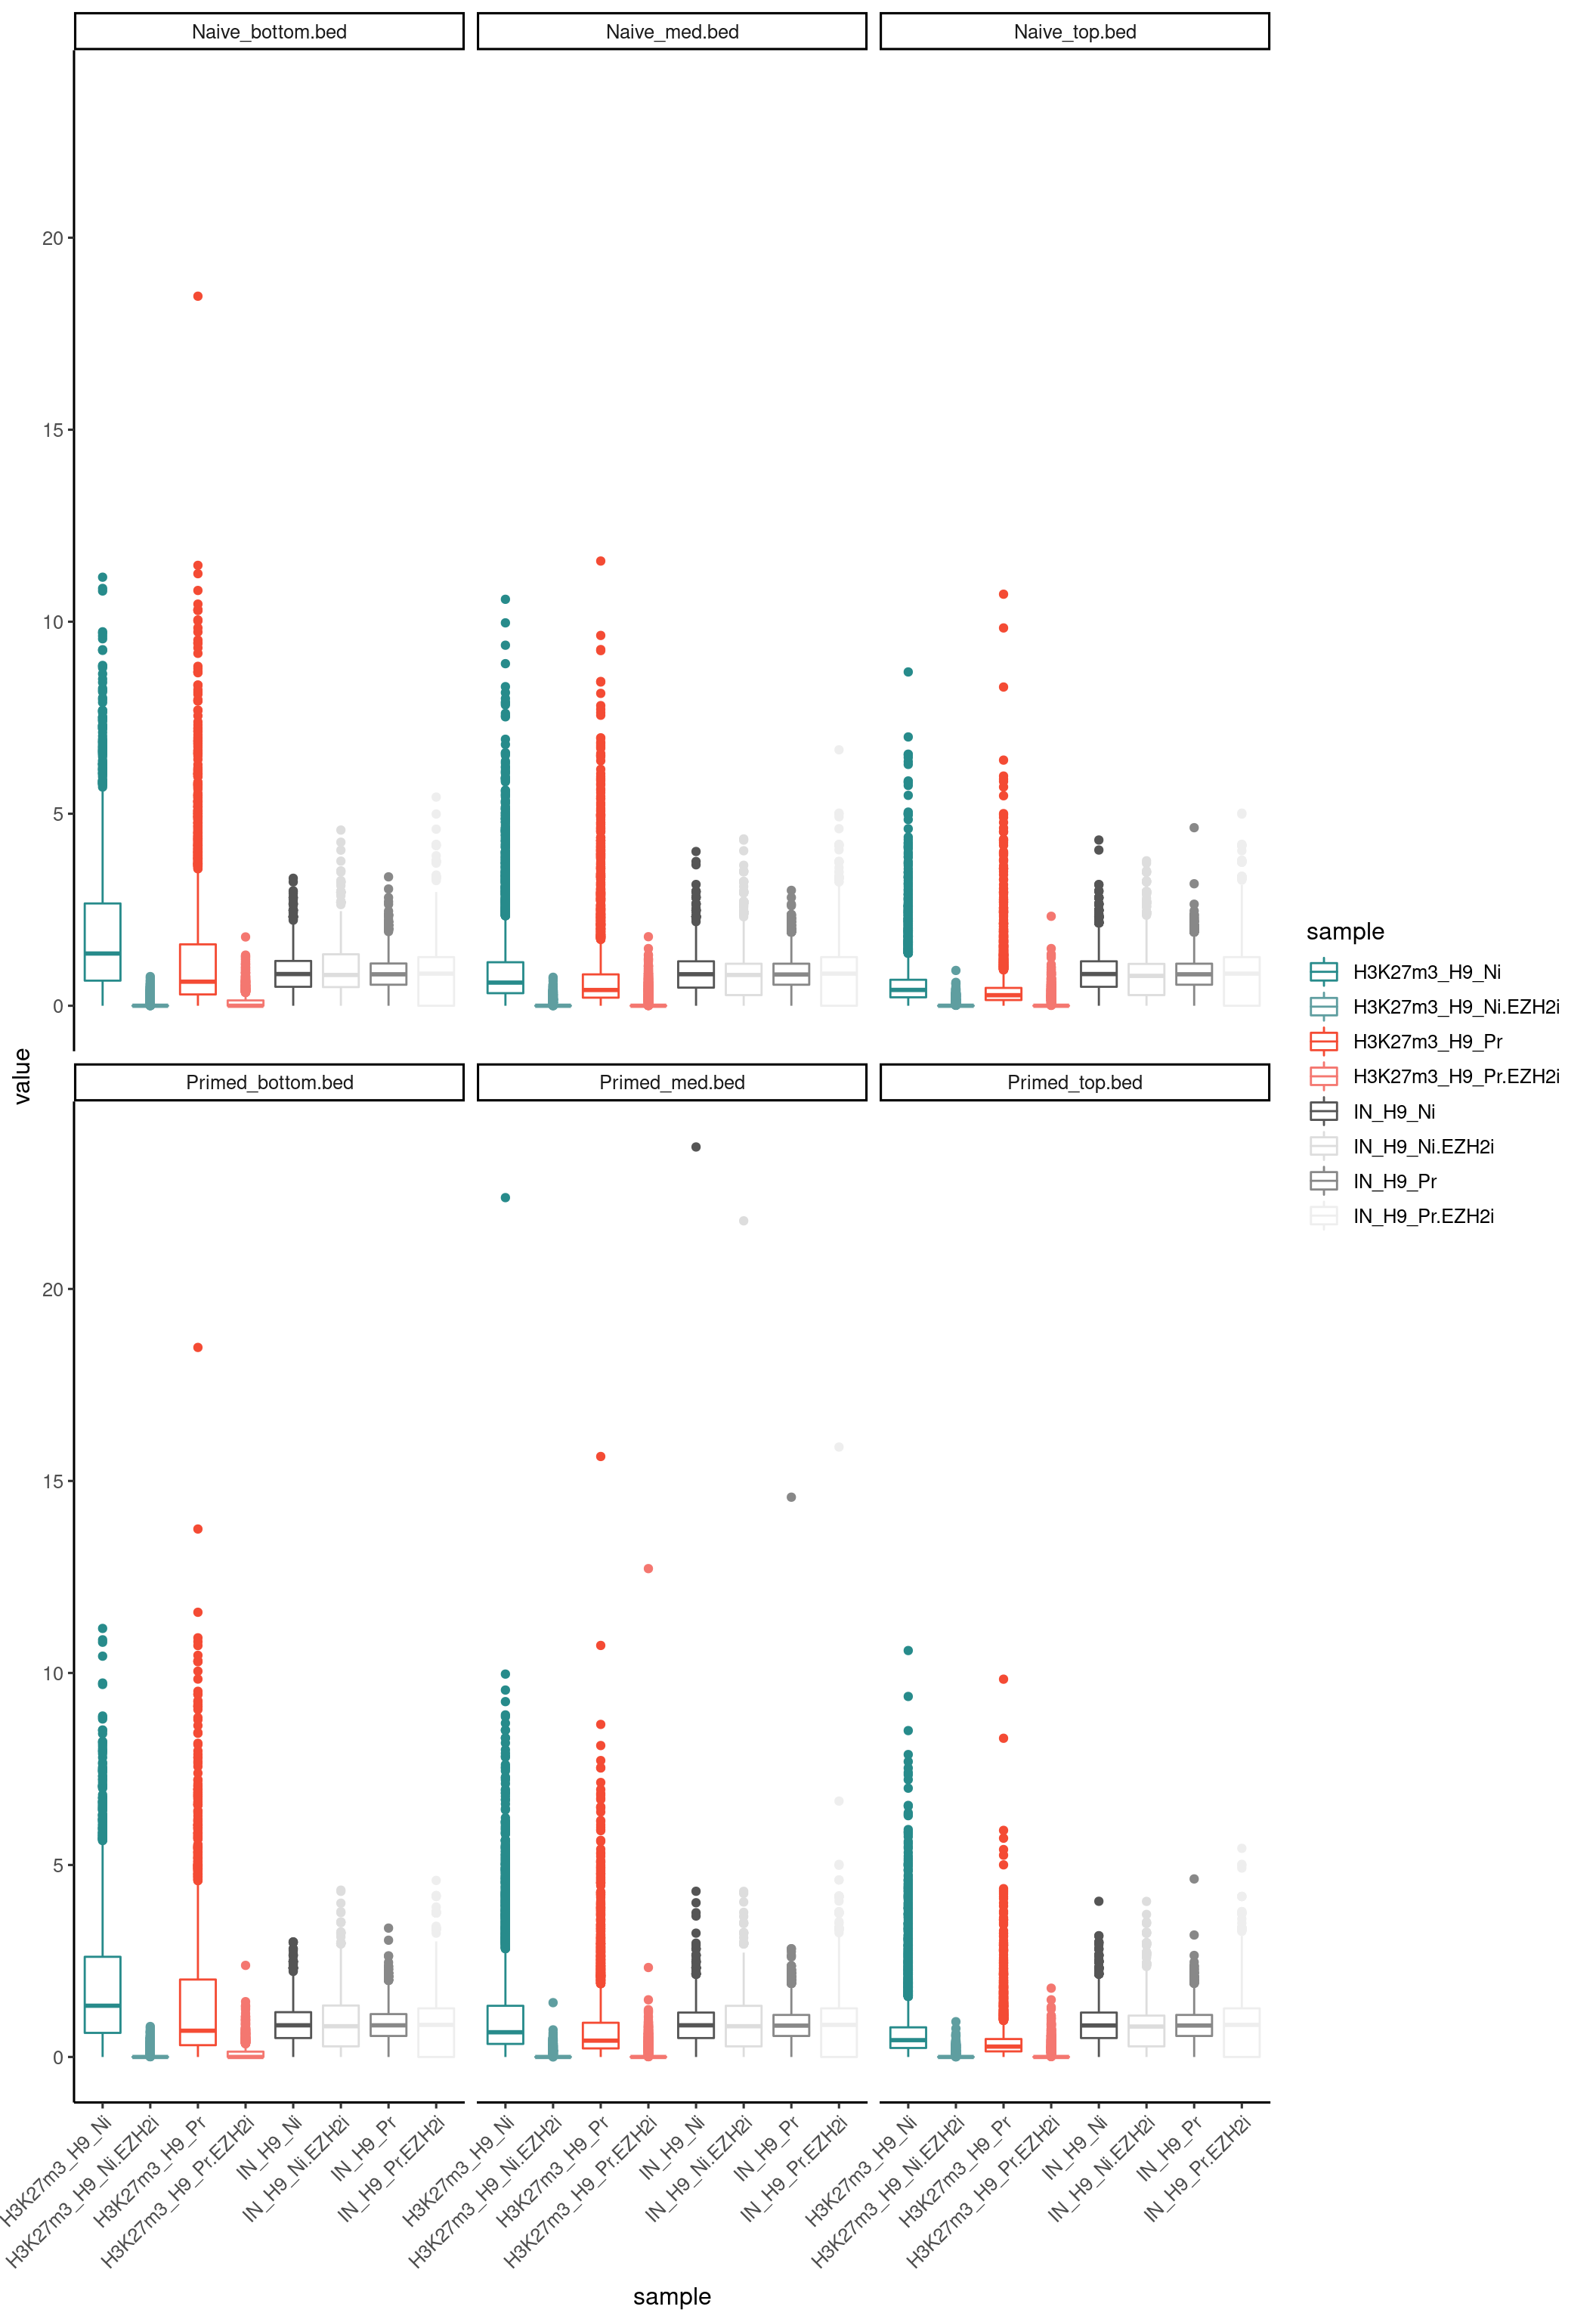 Naive_bottom.bed
Naive_med.bed
Naive_top.bed
20
15
10
5
0
value
Primed_bottom.bed
Primed_med.bed
Primed_top.bed
20
15
10
5
0
H3K27m3_H9_Ni
H3K27m3_H9_Ni.EZH2i
H3K27m3_H9_Pr
H3K27m3_H9_Pr.EZH2i
IN_H9_Ni
IN_H9_Ni.EZH2i
IN_H9_Pr
IN_H9_Pr.EZH2i
H3K27m3_H9_Ni
H3K27m3_H9_Ni.EZH2i
H3K27m3_H9_Pr
H3K27m3_H9_Pr.EZH2i
IN_H9_Ni
IN_H9_Ni.EZH2i
IN_H9_Pr
IN_H9_Pr.EZH2i
H3K27m3_H9_Ni
H3K27m3_H9_Ni.EZH2i
H3K27m3_H9_Pr
H3K27m3_H9_Pr.EZH2i
IN_H9_Ni
IN_H9_Ni.EZH2i
IN_H9_Pr
IN_H9_Pr.EZH2i
sample
sample
H3K27m3_H9_Ni
H3K27m3_H9_Ni.EZH2i
H3K27m3_H9_Pr
H3K27m3_H9_Pr.EZH2i
IN_H9_Ni
IN_H9_Ni.EZH2i
IN_H9_Pr
IN_H9_Pr.EZH2i